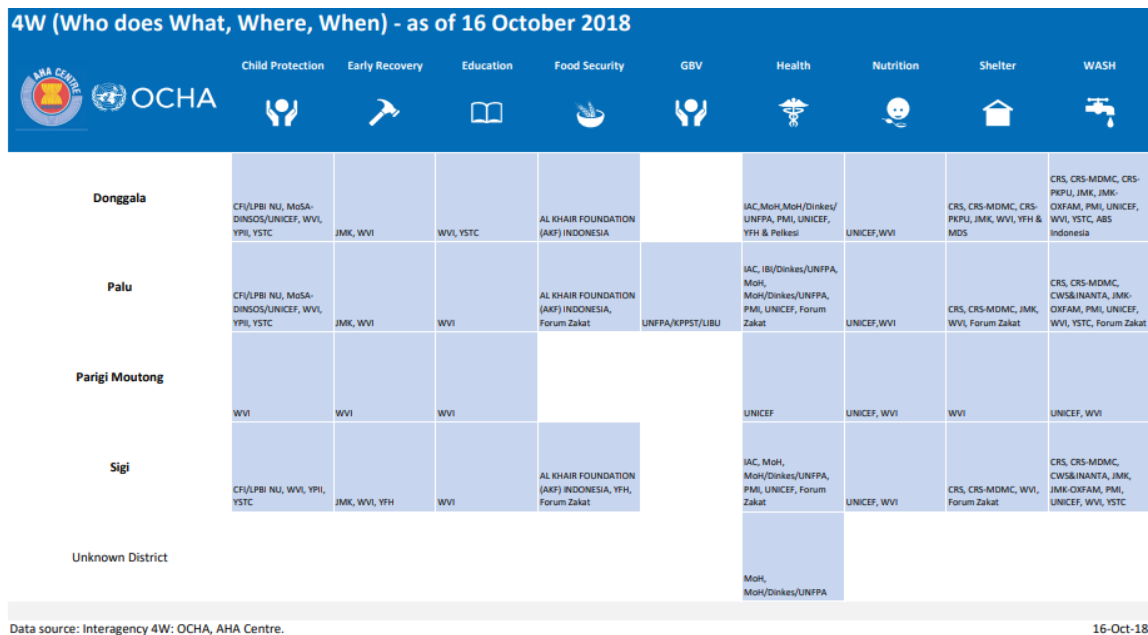 4W (Who does What, Where, When) - as of 16 October 2018
AHA CENTRE
OCHA
Child Protection
Early Recovery
Education
Food Security
GBV
Health
Nutrition
Shelter
WASH
Donggala
CFI/LPBI NU, MoSA-
DINSOS/UNICEF, WVI,
YPII, YSTC
JMK, WVI
WVI, YSTC
AL KHAIR FOUNDATION
(AKF) INDONESIA
IAC,MoH,MoH/Dinkes/
UNFPA, PMI, UNICEF,
YFH & Pelkesi
UNICEF,WVI
CRS, CRS-MDMC, CRS-
PKPU, JMK, WVI, YFH &
MDS
CRS, CRS-MDMC, CRS-
PKPU, JMK, JMK-
OXFAM, PMI, UNICEF,
WVI, YSTC, ABS
Indonesia
Palu
CFI/LPBI NU, MoSA-
DINSOS/UNICEF, WVI,
YPII, YSTC
JMK, WVI
WVI
AL KHAIR FOUNDATION
(AKF) INDONESIA,
Forum Zakat
UNFPA/KPPST/LIBU
IAC, IBI/Dinkes/UNFPA,
MoH,
MoH/Dinkes/UNFPA,
PMI, UNICEF, Forum
Zakat
UNICEF,WVI
CRS, CRS-MDMC, JMK,
WVI, Forum Zakat
CRS, CRS-MDMC,
CWS&INANTA, JMK-
OXFAM, PMI, UNICEF,
WVI, YSTC, Forum Zakat
Parigi Moutong
WVI
WVI
WVI
UNICEF
UNICEF, WVI
WVI
UNICEF, WVI
Sigi
CFI/LPBI NU, WVI, YPII,
YSTC
JMK, WVI, YFH
WVI
AL KHAIR FOUNDATION
(AKF) INDONESIA, YFH,
Forum Zakat
IAC, MoH,
MoH/Dinkes/UNFPA,
PMI, UNICEF, Forum
Zakat
UNICEF, WVI
CRS, CRS-MDMC, WVI,
Forum Zakat
CRS, CRS-MDMC,
CWS&INANTA, JMK,
JMK-OXFAM, PMI,
UNICEF, WVI, YSTC
Unknown District
MoH,
MoH/Dinkes/UNFPA
Data source: Interagency 4W: OCHA, AHA Centre.
16-Oct-18